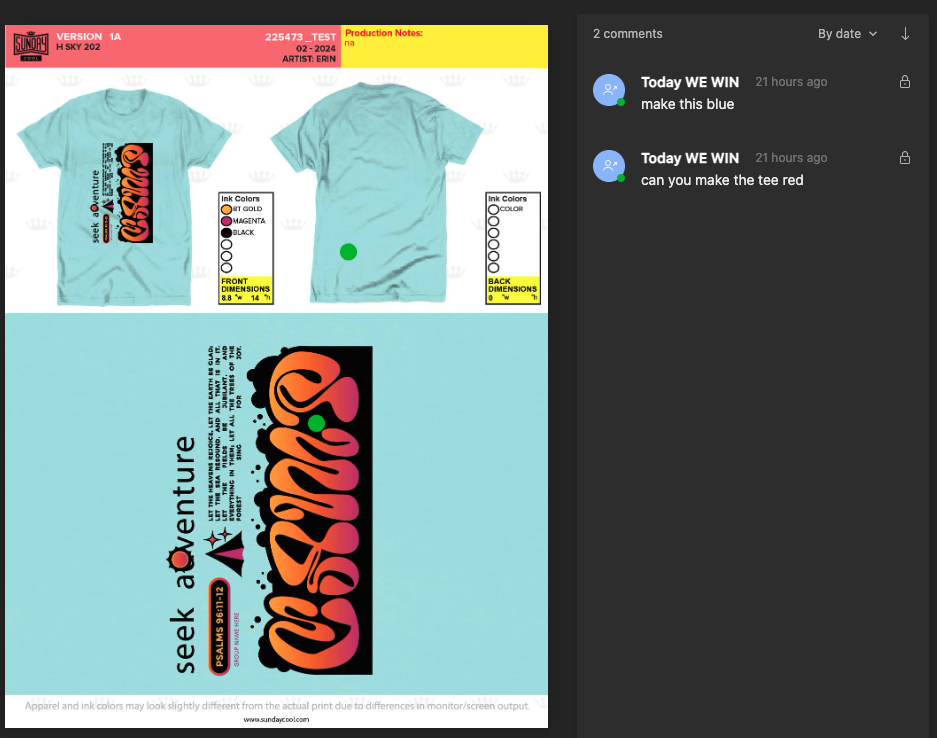 SUNDAY
COOL
VERSION 1A
H SKY 202
225473 _TEST
02 - 2024
ARTIST: ERIN
Production Notes:
na
Ink Colors
BT GOLD
MAGENTA
BLACK
FRONT
DIMENSIONS
8.8 "w 14 "h
Ink Colors
COLOR
BACK
DIMENSIONS
0 "w "h
seek adventure
PSALMS 96:11-12
GROUP NAME HERE
LET THE HEAVENS REJOICE, LET THE EARTH BE GLAD;
LET THE SEA RESOUND, AND ALL THAT IS IN IT.
LET THE FIELDS BE JUBILANT, AND
EVERYTHING IN THEM; LET ALL THE TREES OF THE
FOREST SING FOR JOY.
Apparel and ink colors may look slightly different from the actual print due to differences in monitor/screen output.
www.sundaycool.com
2 comments
By date
Today WE WIN 21 hours ago
make this blue
Today WE WIN 21 hours ago
can you make the tee red